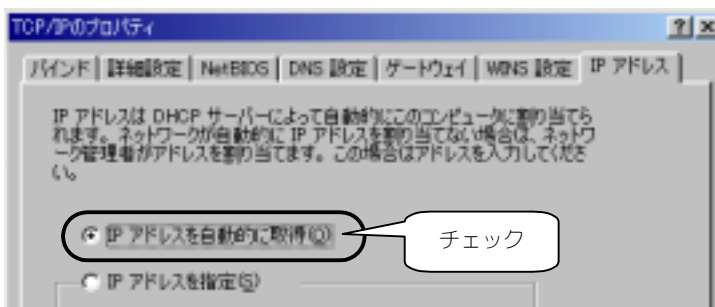 TCP/IPのプロパティ
バインド 詳細設定 NetBIOS DNS 設定 ゲートウェイ WINS 設定 IP アドレス
IP アドレスは DHCP サーバーによって自動的にこのコンピュータに割り当てら
れます。ネットワークが自動的に IP アドレスを割り当てない場合は、ネットワ
ーク管理者がアドレスを割り当てます。この場合はアドレスを入力してくださ
い。
IP アドレスを自動的に取得(O)
チェック
IP アドレスを指定(S)